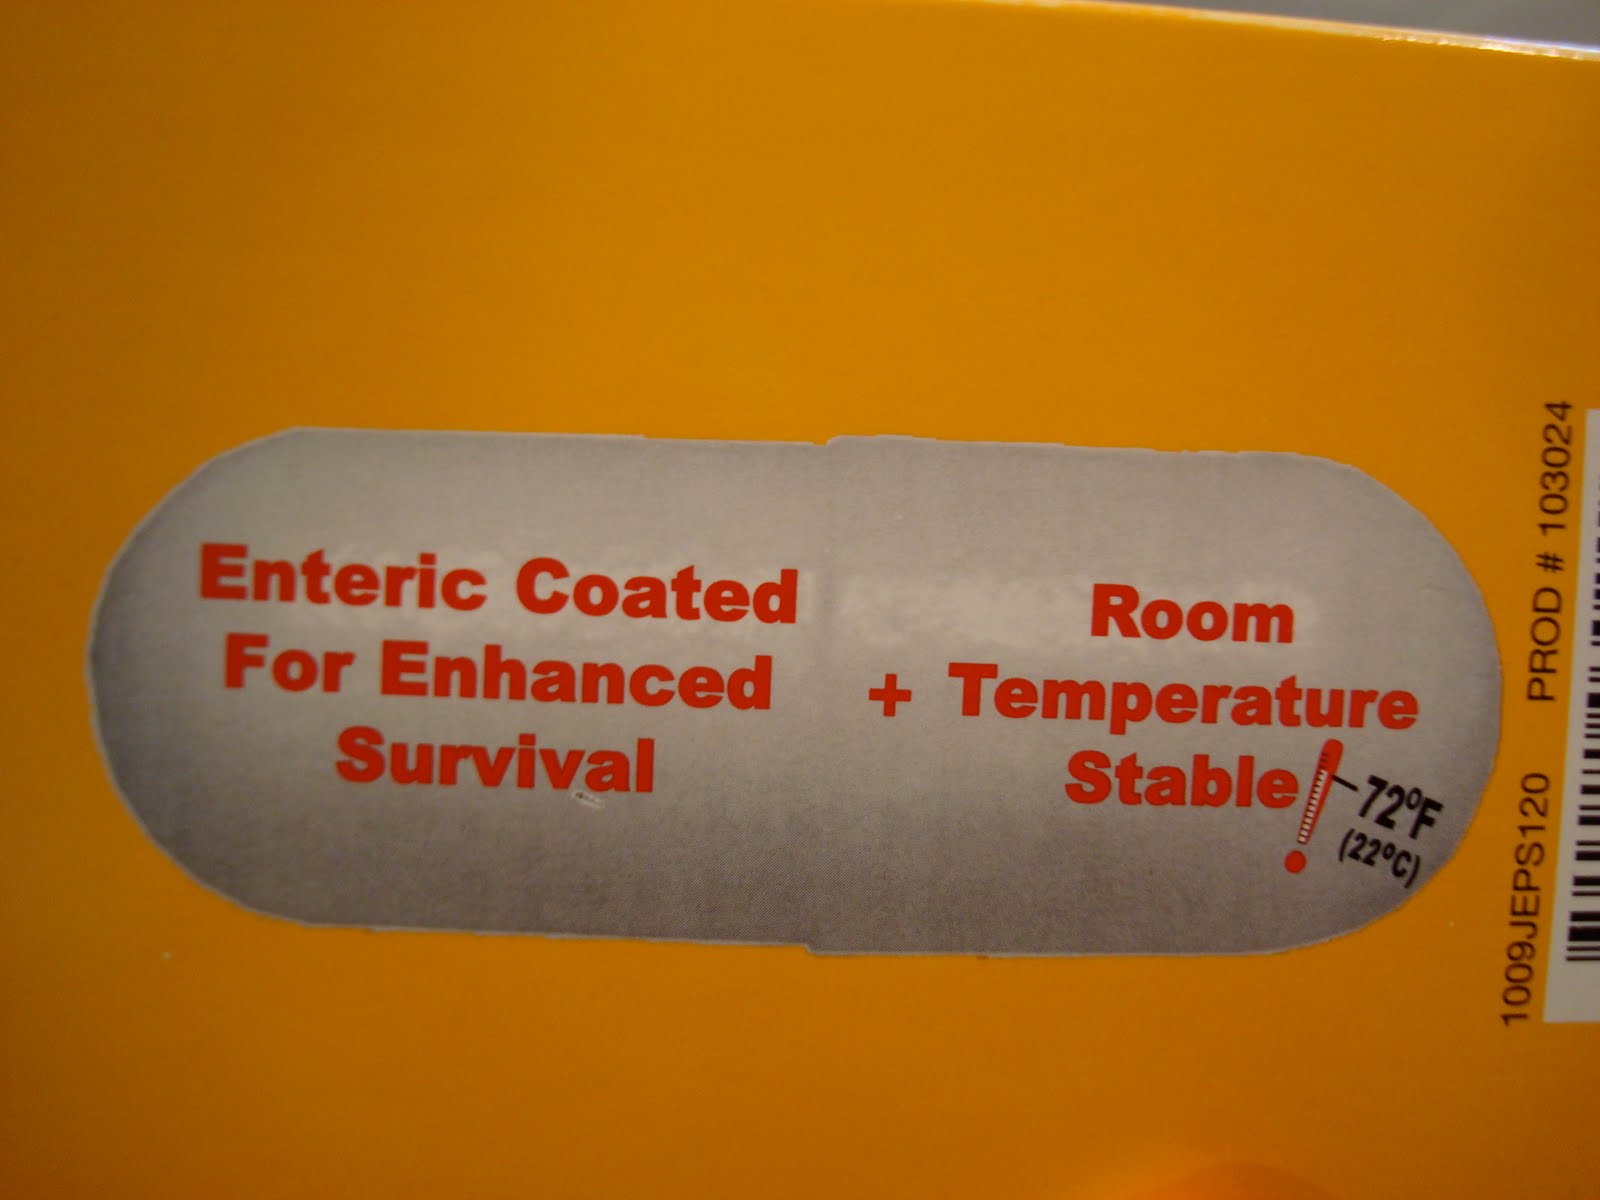 Enteric Coated
For Enhanced
Survival
+
Room
Temperature
Stable
72ºF
(22ºC)
1009JEPS120 PROD # 103024